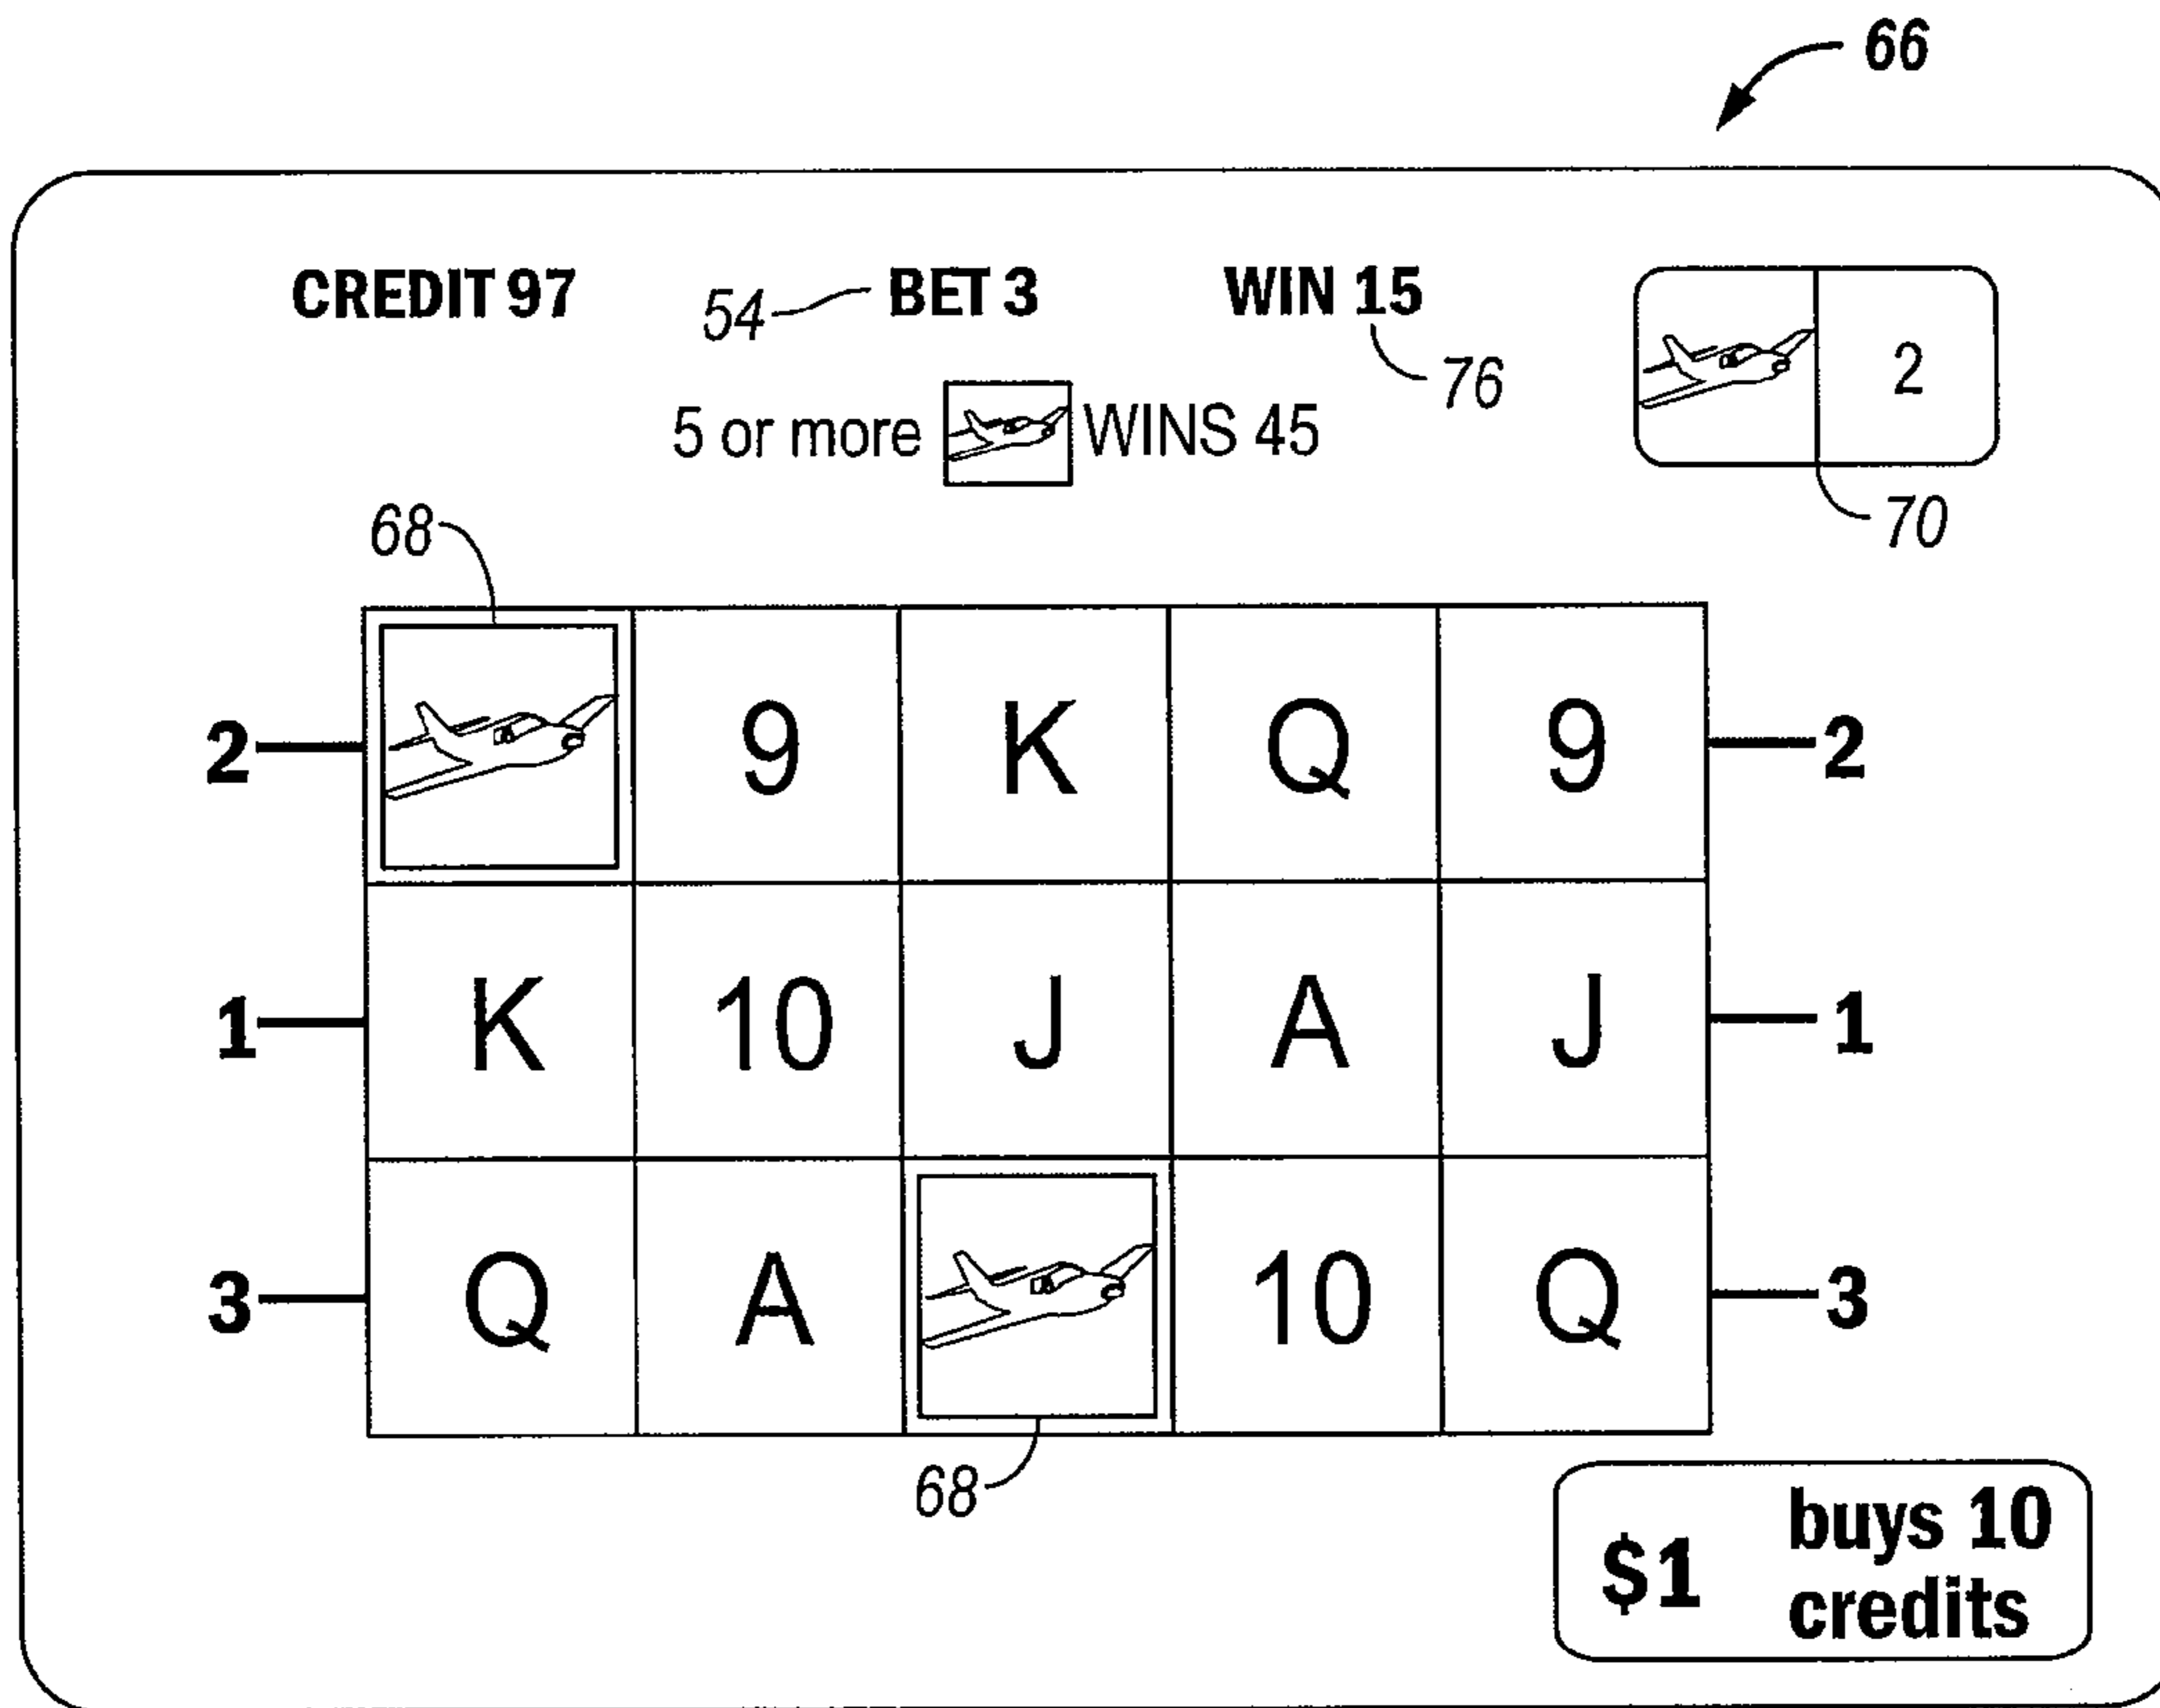 66
CREDIT 97 54 BET 3 WIN 15
76
2
5 or more WINS 45
70
68
2 9 K Q 9 2
1 K 10 J A J 1
3 Q A 10 Q 3
68
$1 buys 10
credits